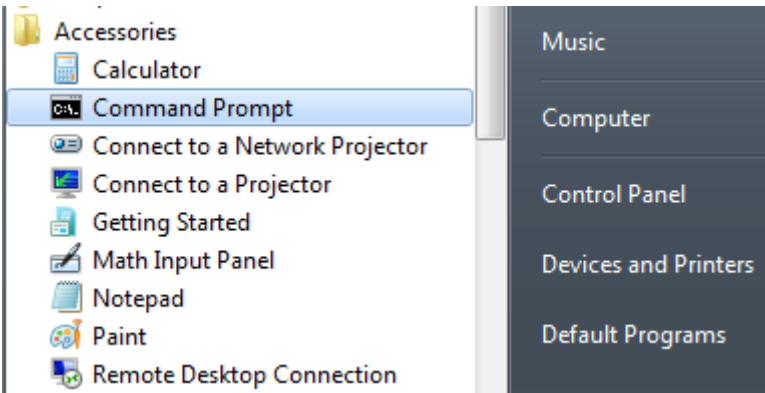 Accessories
Calculator
Command Prompt
Connect to a Network Projector
Connect to a Projector
Getting Started
Math Input Panel
Notepad
Paint
Remote Desktop Connection
Music
Computer
Control Panel
Devices and Printers
Default Programs